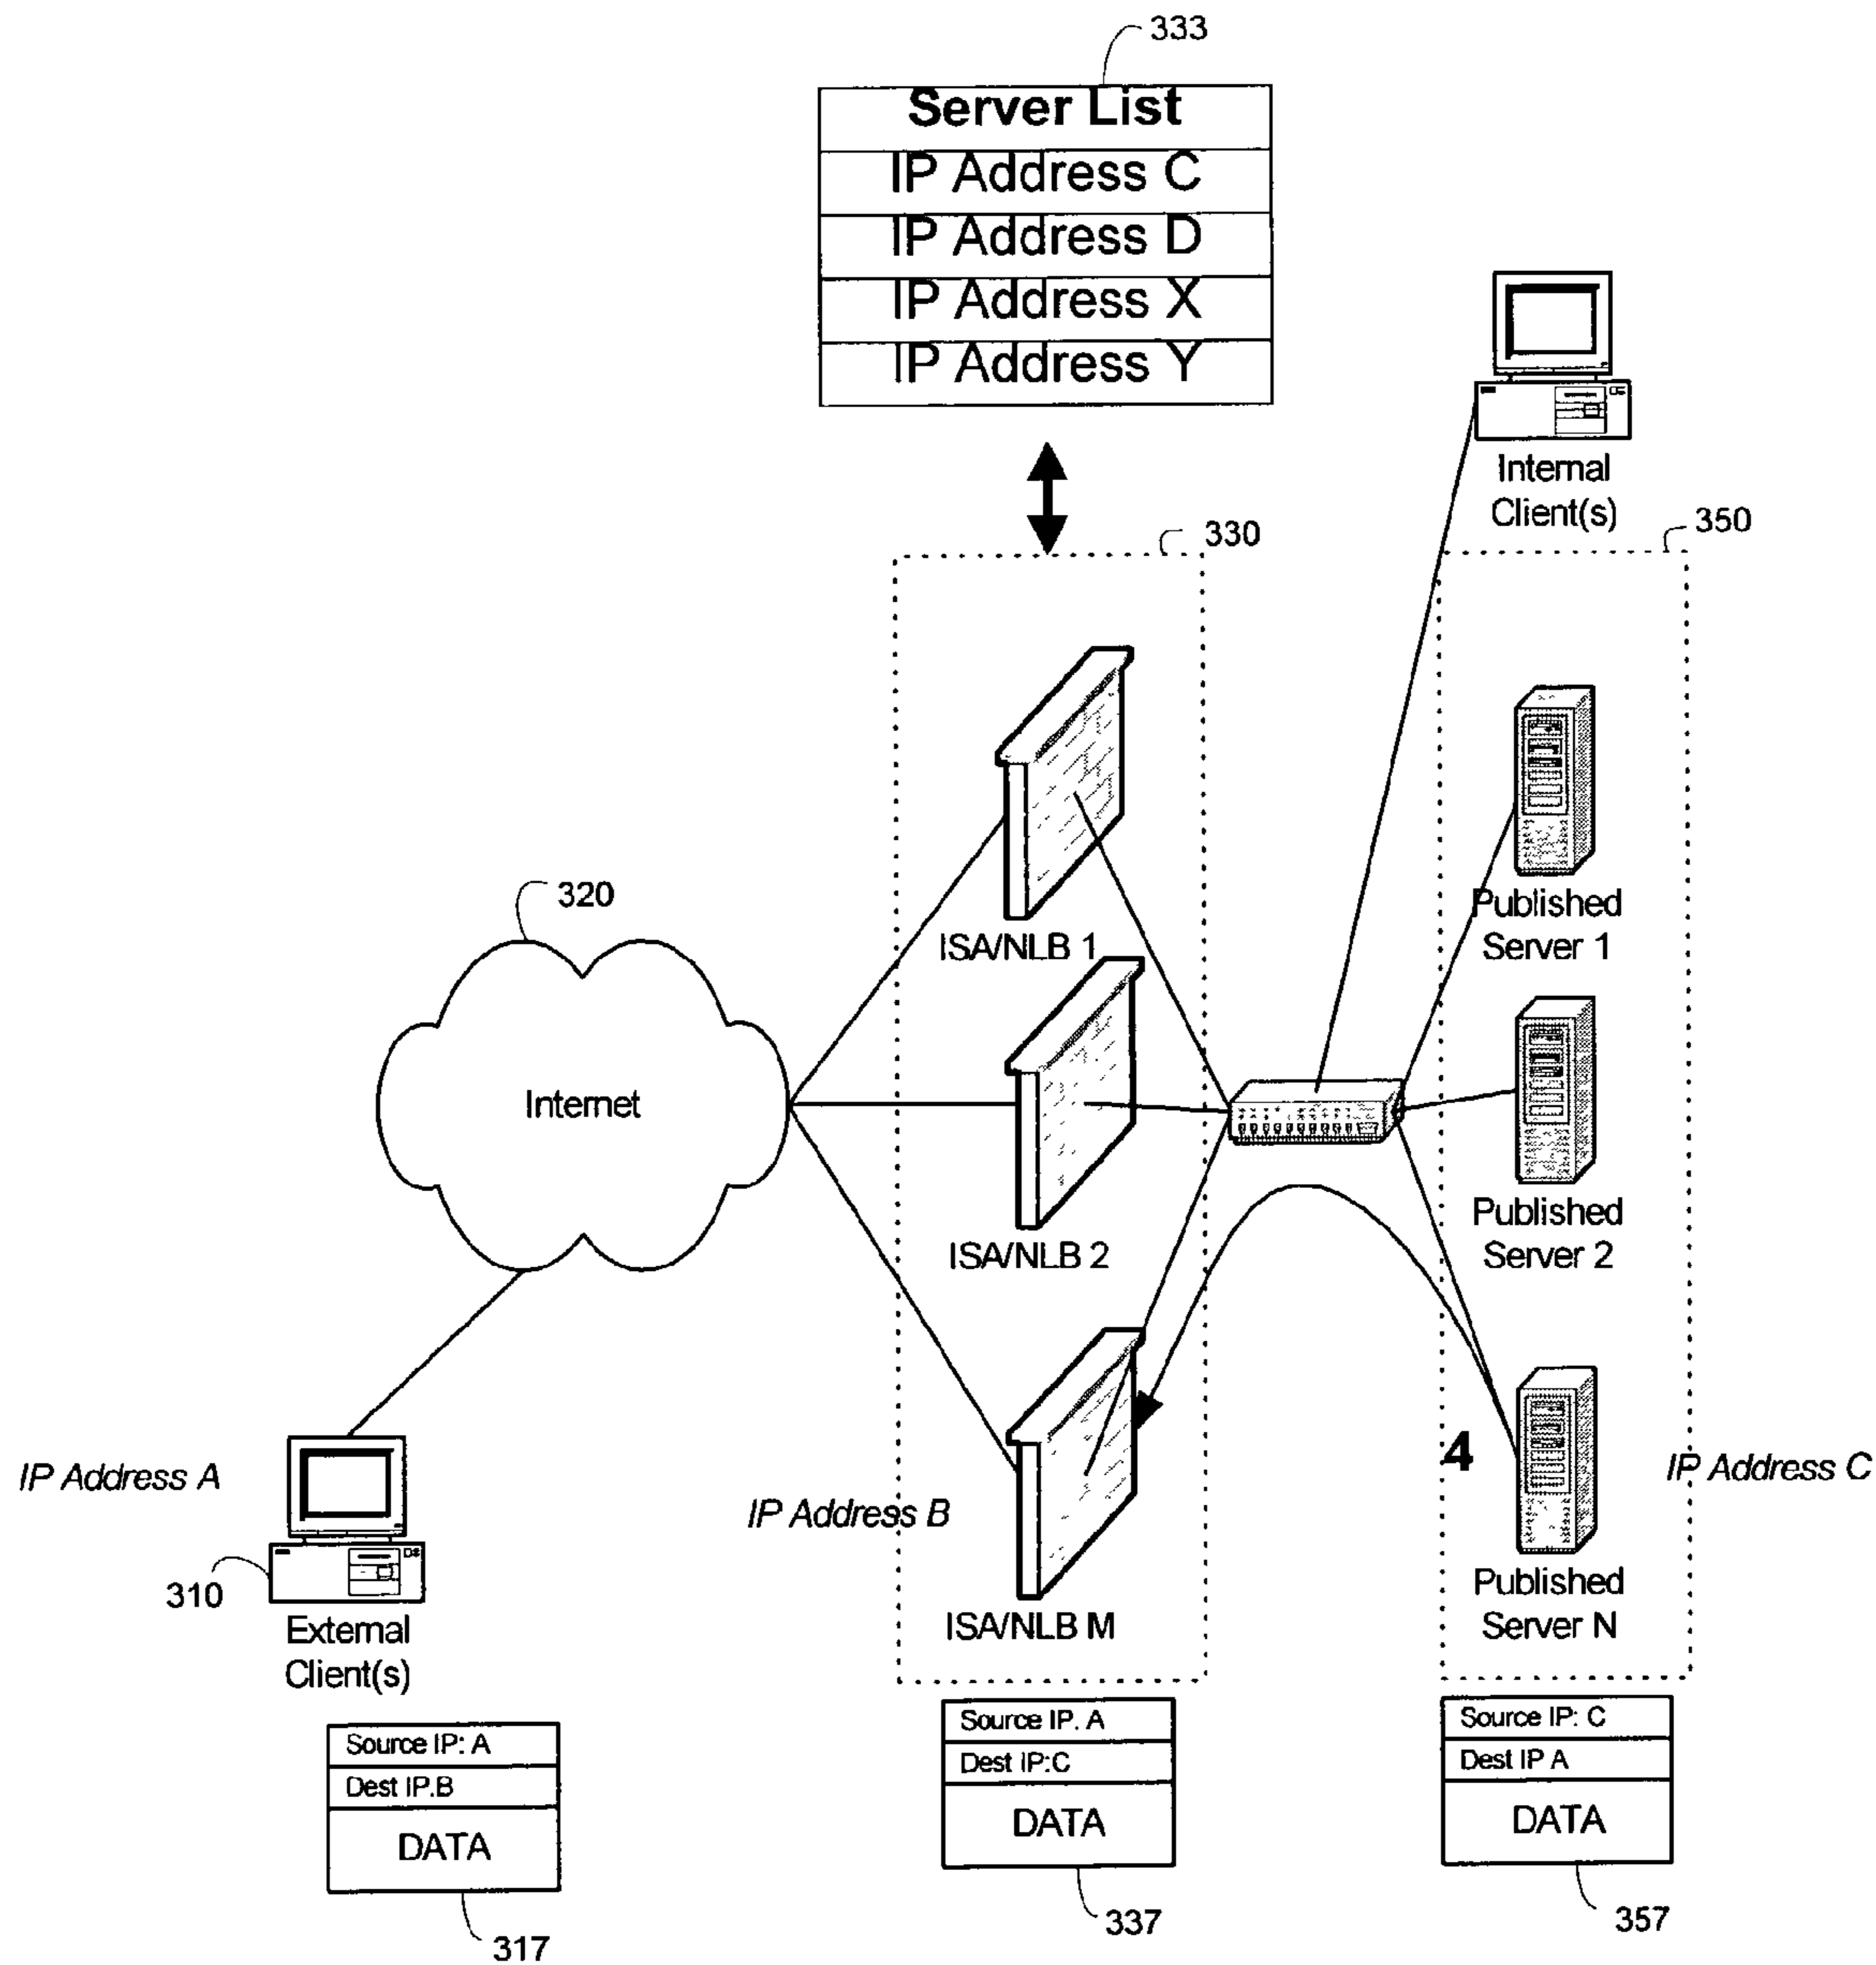 333
Server List
IP Address C
IP Address D
IP Address X
IP Address Y
Internal
Client(s)
330
350
ISA/NLB 1
Published
Server 1
320
Internet
ISA/NLB 2
Published
Server 2
IP Address A
4
IP Address C
IP Address B
310
External
Client(s)
ISA/NLB M
Published
Server N
Source IP: A
Dest IP.B
DATA
317
Source IP. A
Dest IP:C
DATA
337
Source IP: C
Dest IP A
DATA
357